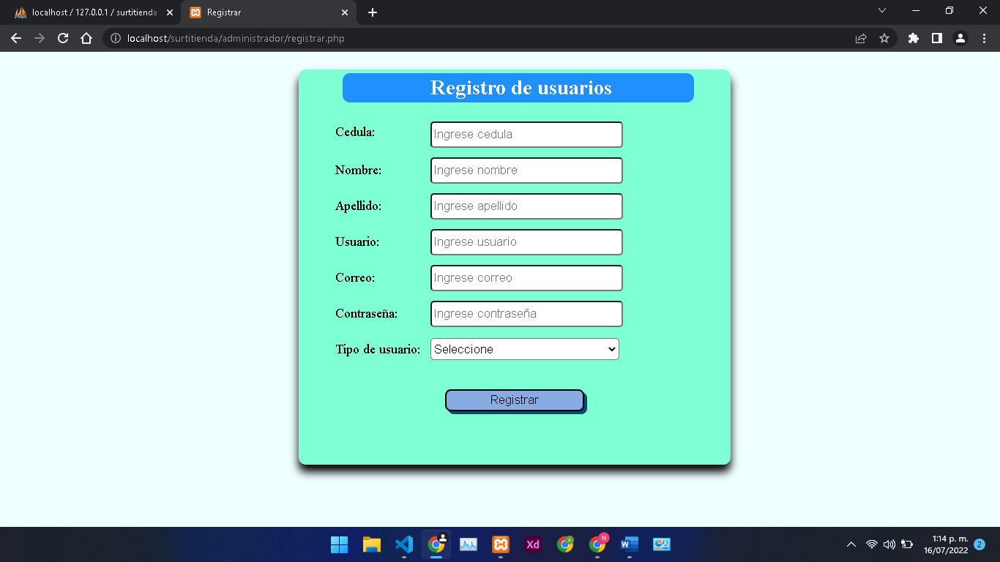 localhost / 127.0.0.1 / surtitienda
Registrar
localhost/surtitienda/administrador/registrar.php
Registro de usuarios
Cedula: Ingrese cedula
Nombre: Ingrese nombre
Apellido: Ingrese apellido
Usuario: Ingrese usuario
Correo: Ingrese correo
Contraseña: Ingrese contraseña
Tipo de usuario: Seleccione
Registrar
Xd
A
N
W
1:14 p. m.
16/07/2022
2